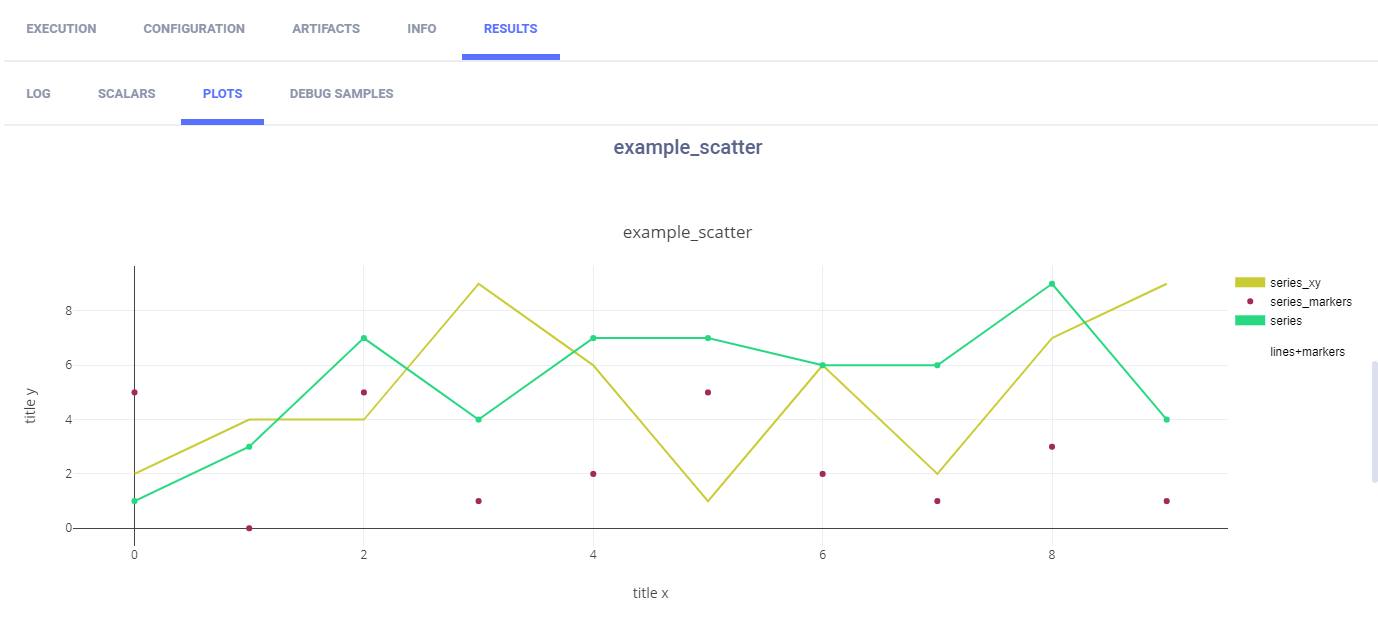 EXECUTION CONFIGURATION ARTIFACTS INFO RESULTS
LOG SCALARS PLOTS DEBUG SAMPLES
example_scatter
example_scatter
series_xy
series_markers
series
lines+markers
title y
8
6
4
2
0
0 2 4 6 8
title x